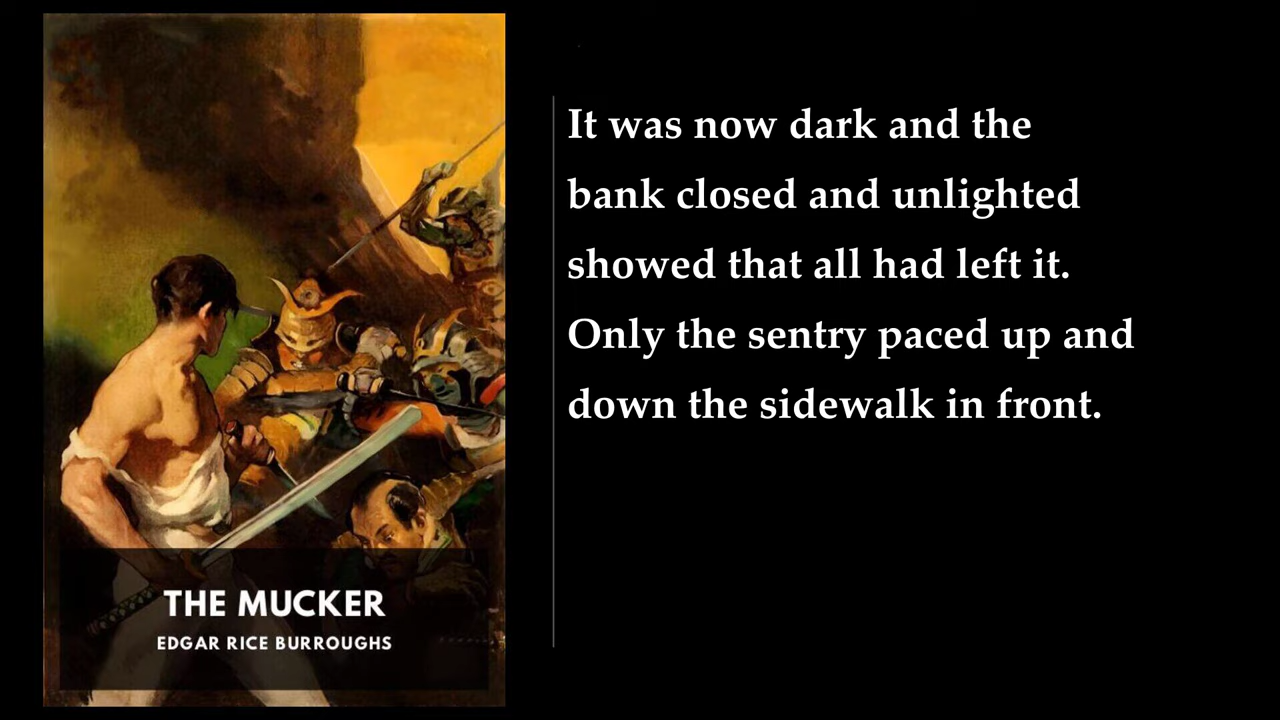 THE MUCKER
EDGAR RICE BURROUGHS
It was now dark and the
bank closed and unlighted
showed that all had left it.
Only the sentry paced up and
down the sidewalk in front.